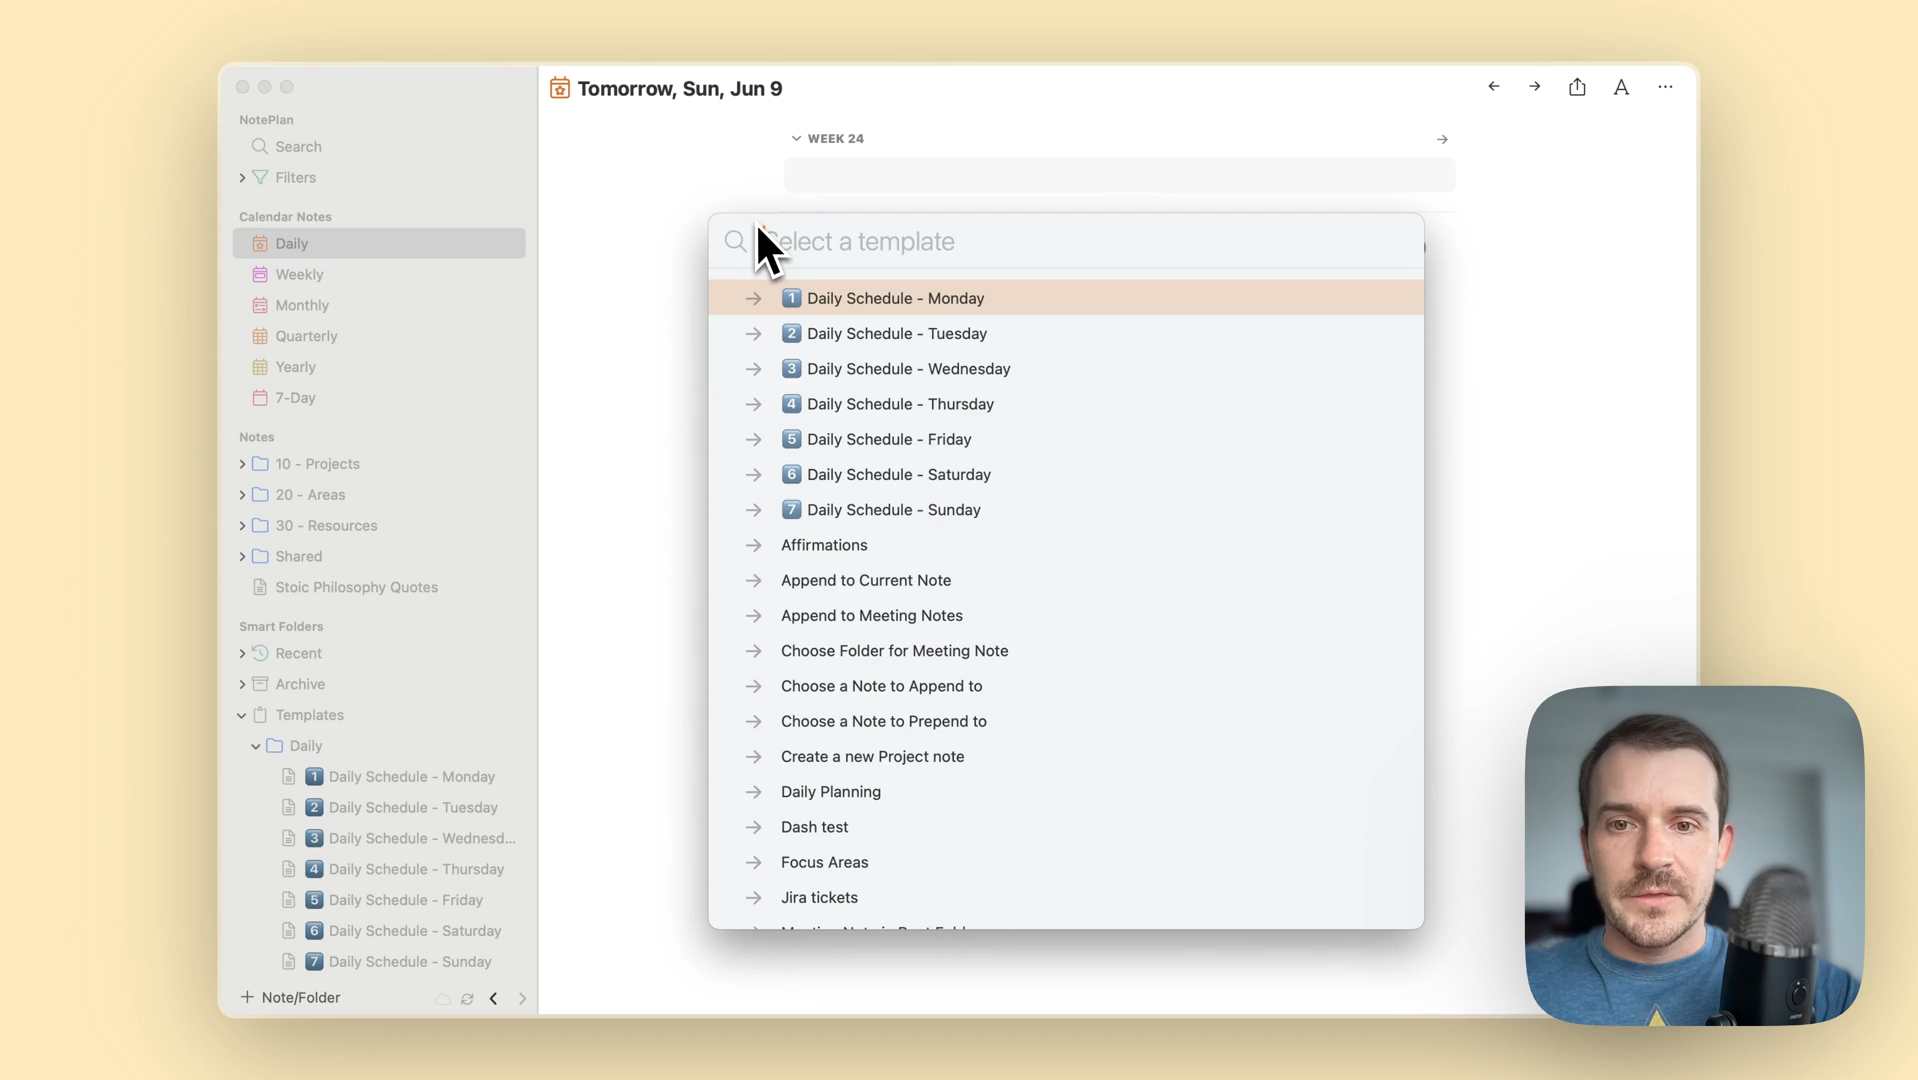 Tomorrow, Sun, Jun 9
NotePlan
Search
Filters
Calendar Notes
Daily
Weekly
Monthly
Quarterly
Yearly
7-Day
Notes
10 - Projects
20 - Areas
30 - Resources
Shared
Stoic Philosophy Quotes
Smart Folders
Recent
Archive
Templates
Daily
1 Daily Schedule - Monday
2 Daily Schedule - Tuesday
3 Daily Schedule - Wednesd...
4 Daily Schedule - Thursday
5 Daily Schedule - Friday
6 Daily Schedule - Saturday
7 Daily Schedule - Sunday
+ Note/Folder
WEEK 24
Select a template
1 Daily Schedule - Monday
2 Daily Schedule - Tuesday
3 Daily Schedule - Wednesday
4 Daily Schedule - Thursday
5 Daily Schedule - Friday
6 Daily Schedule - Saturday
7 Daily Schedule - Sunday
Affirmations
Append to Current Note
Append to Meeting Notes
Choose Folder for Meeting Note
Choose a Note to Append to
Choose a Note to Prepend to
Create a new Project note
Daily Planning
Dash test
Focus Areas
Jira tickets